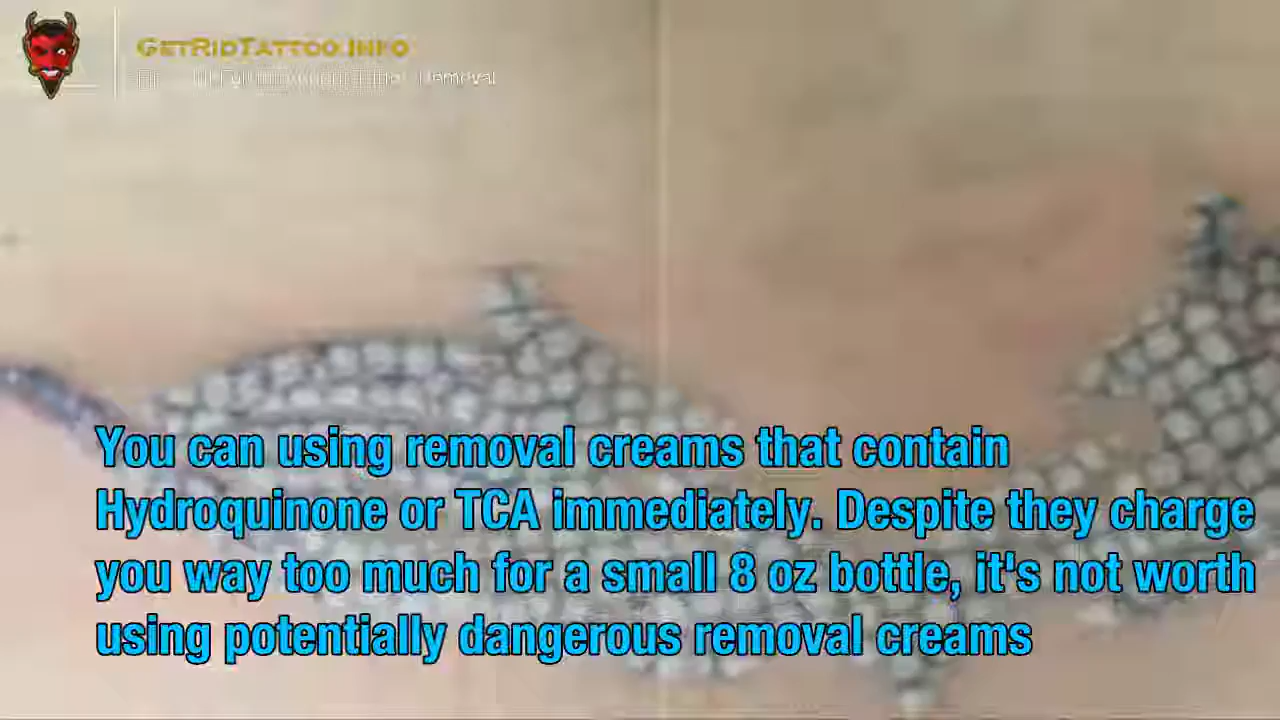 GetRidTattoo.Info
Removal
You can using removal creams that contain
Hydroquinone or TCA immediately. Despite they charge
you way too much for a small 8 oz bottle, it's not worth
using potentially dangerous removal creams